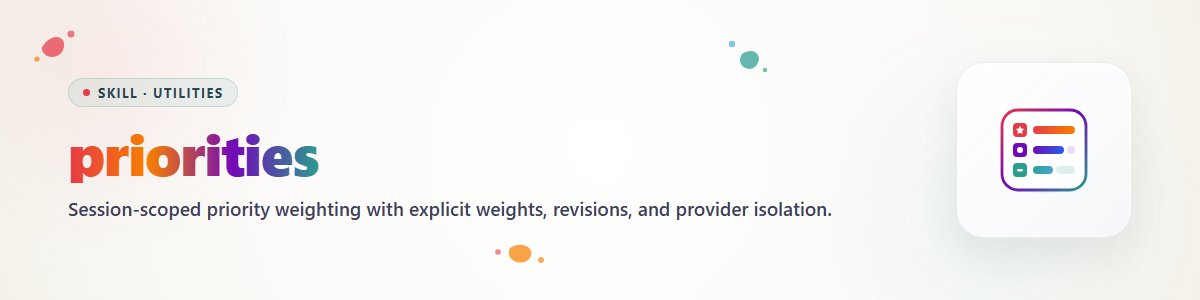 SKILL · UTILITIES
priorities
Session-scoped priority weighting with explicit weights, revisions, and provider isolation.